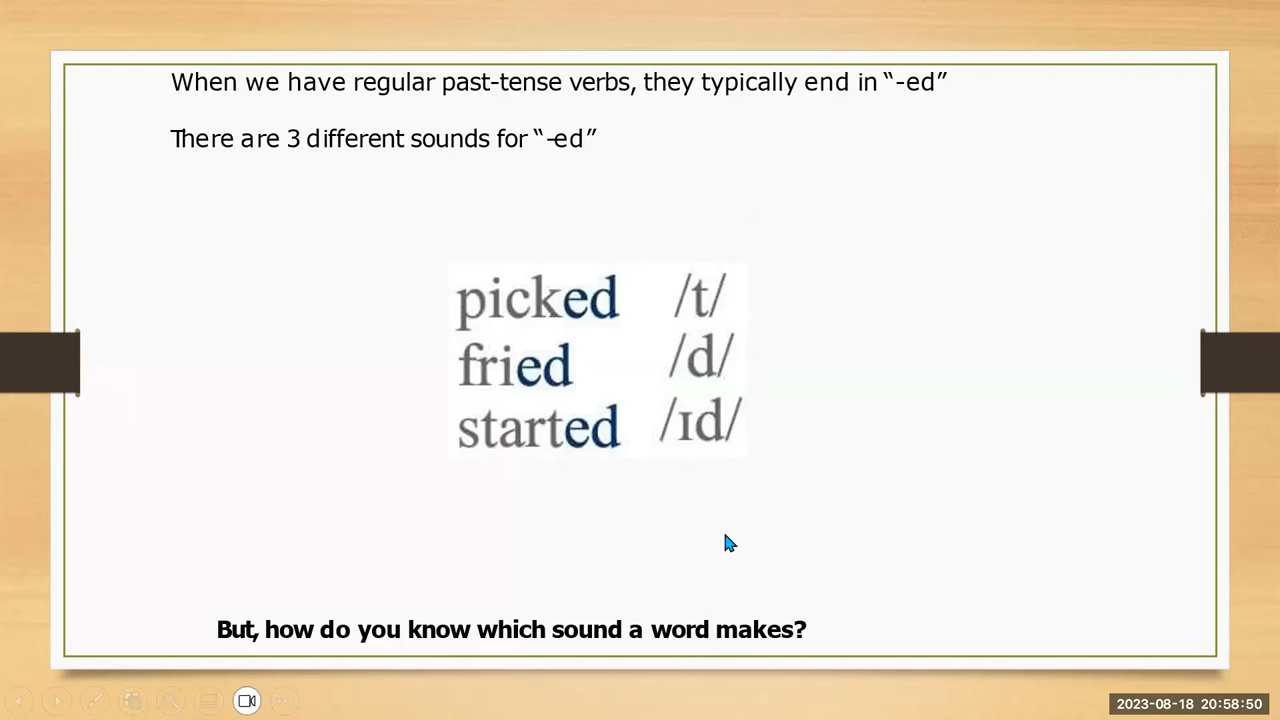 When we have regular past-tense verbs, they typically end in “-ed”
There are 3 different sounds for “-ed”
picked /t/
fried /d/
started /ɪd/
But, how do you know which sound a word makes?
2023-08-18 20:58:50